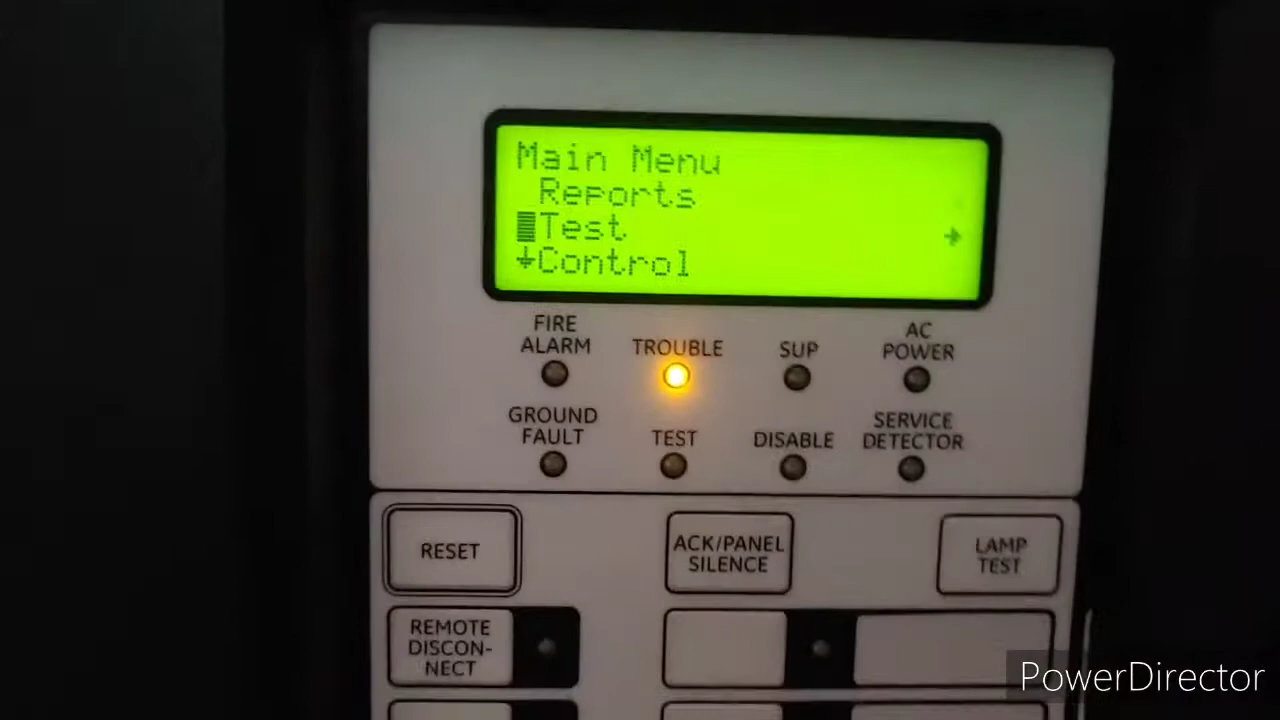 Main Menu
Reports
Test →
↓Control
FIRE ALARM
TROUBLE
SUP
AC POWER
GROUND FAULT
TEST
DISABLE
SERVICE DETECTOR
RESET
ACK/PANEL SILENCE
LAMP TEST
REMOTE
DISCON-
NECT
PowerDirector